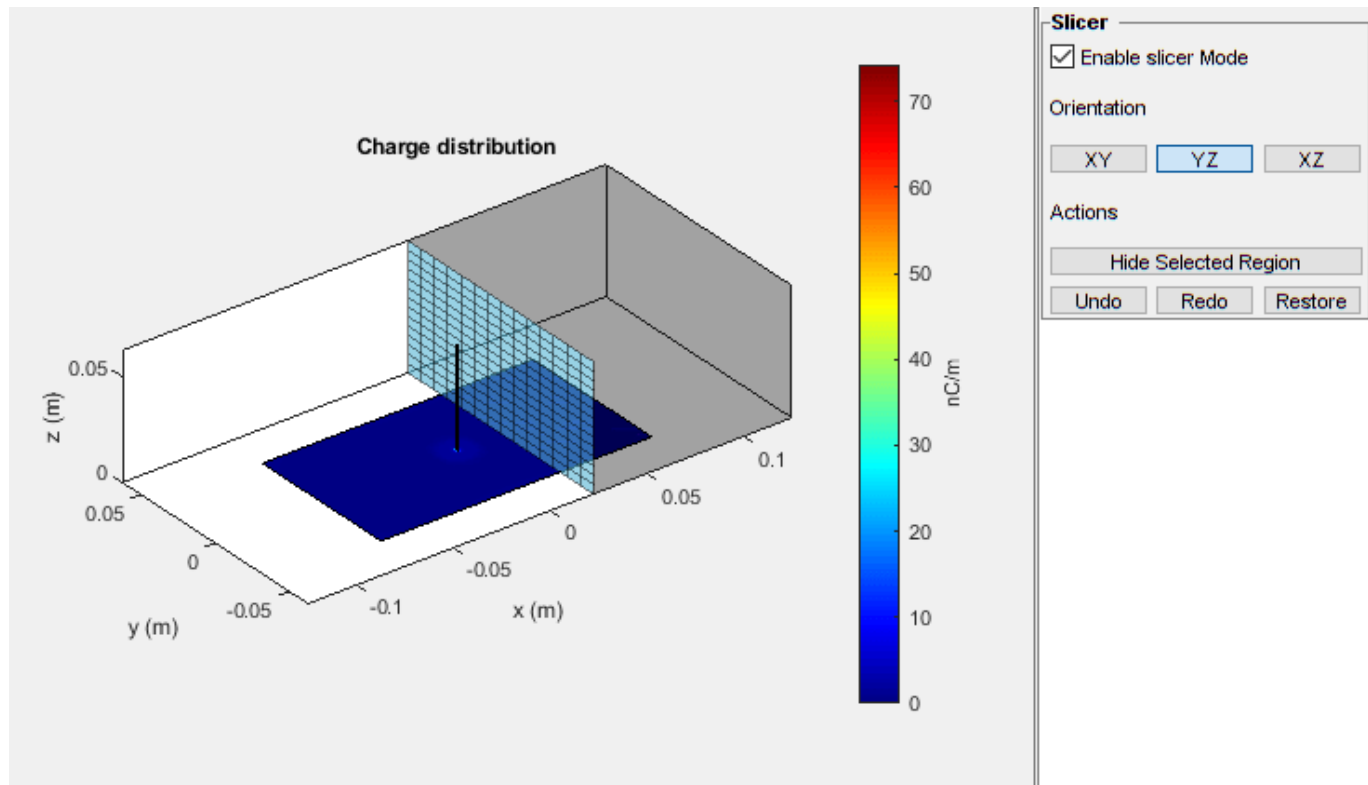 Charge distribution
z (m)
0.05
0
0.05
0
-0.05
y (m)
-0.1
-0.05
0
0.05
0.1
x (m)
70
60
50
40
30
20
10
0
nC/m
Slicer
Enable slicer Mode
Orientation
XY YZ XZ
Actions
Hide Selected Region
Undo Redo Restore